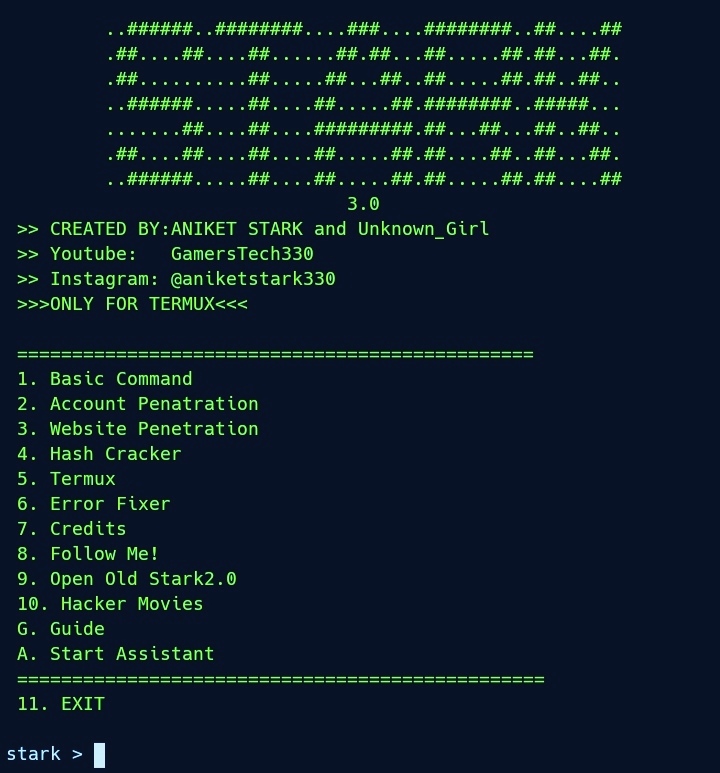 ..######..########....###....########..##....##
.##....##....##......##.##...##.....##.##...##.
.##..........##.....##...##..##.....##.##..##..
..######.....##....##.....##.########..#####...
.......##....##....#########.##...##...##..##..
.##....##....##....##.....##.##....##..##...##.
..######.....##....##.....##.##.....##.##....##
3.0
>> CREATED BY:ANIKET STARK and Unknown_Girl
>> Youtube:   GamersTech330
>> Instagram: @aniketstark330
>>>ONLY FOR TERMUX<<<
===============================================
1. Basic Command
2. Account Penatration
3. Website Penetration
4. Hash Cracker
5. Termux
6. Error Fixer
7. Credits
8. Follow Me!
9. Open Old Stark2.0
10. Hacker Movies
G. Guide
A. Start Assistant
================================================
11. EXIT
stark >